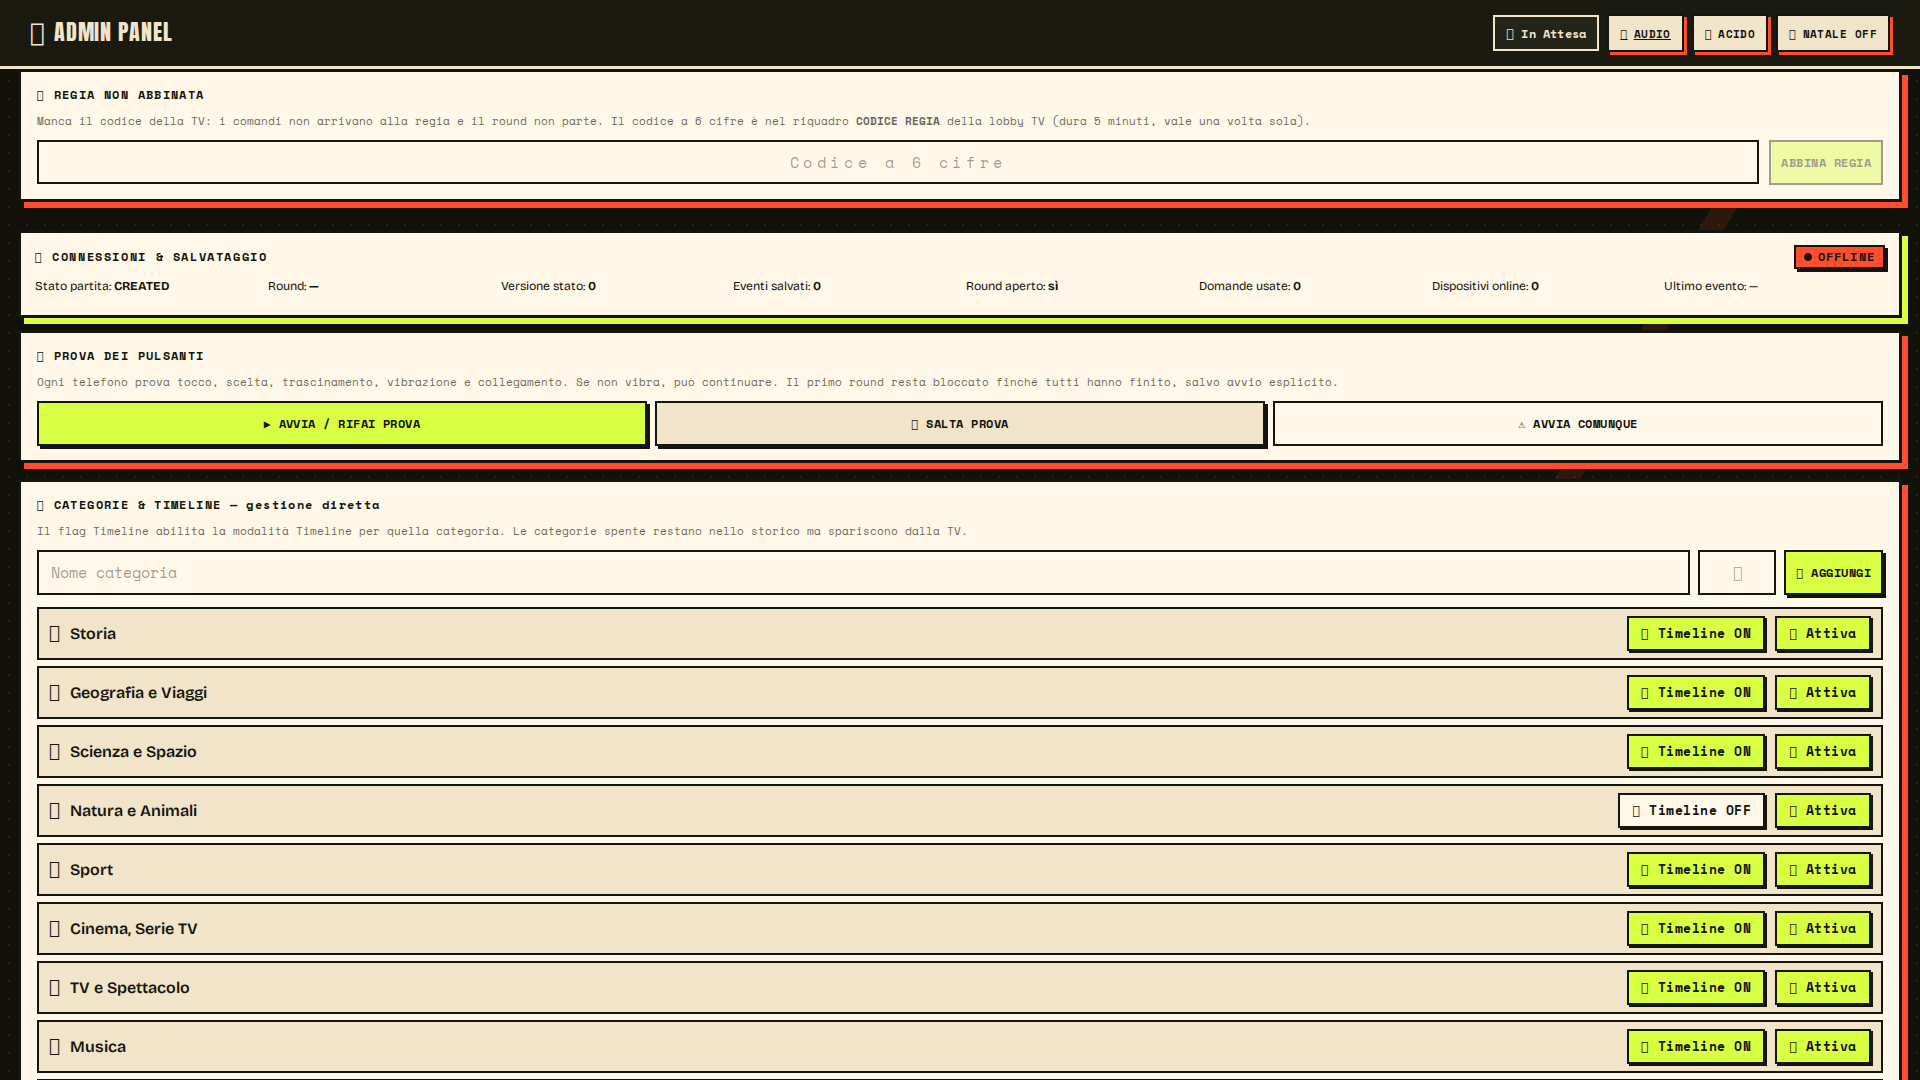 ADMIN PANEL
In Attesa
AUDIO
ACIDO
NATALE OFF
REGIA NON ABBINATA
Manca il codice della TV: i comandi non arrivano alla regia e il round non parte. Il codice a 6 cifre è nel riquadro CODICE REGIA della lobby TV (dura 5 minuti, vale una volta sola).
Codice a 6 cifre
ABBINA REGIA
CONNESSIONI & SALVATAGGIO
OFFLINE
Stato partita: CREATED
Round: —
Versione stato: 0
Eventi salvati: 0
Round aperto: sì
Domande usate: 0
Dispositivi online: 0
Ultimo evento: —
PROVA DEI PULSANTI
Ogni telefono prova tocco, scelta, trascinamento, vibrazione e collegamento. Se non vibra, può continuare. Il primo round resta bloccato finché tutti hanno finito, salvo avvio esplicito.
▶ AVVIA / RIFAI PROVA
SALTA PROVA
⚠ AVVIA COMUNQUE
CATEGORIE & TIMELINE — gestione diretta
Il flag Timeline abilita la modalità Timeline per quella categoria. Le categorie spente restano nello storico ma spariscono dalla TV.
Nome categoria
AGGIUNGI
Storia
Timeline ON
Attiva
Geografia e Viaggi
Timeline ON
Attiva
Scienza e Spazio
Timeline ON
Attiva
Natura e Animali
Timeline OFF
Attiva
Sport
Timeline ON
Attiva
Cinema, Serie TV
Timeline ON
Attiva
TV e Spettacolo
Timeline ON
Attiva
Musica
Timeline ON
Attiva